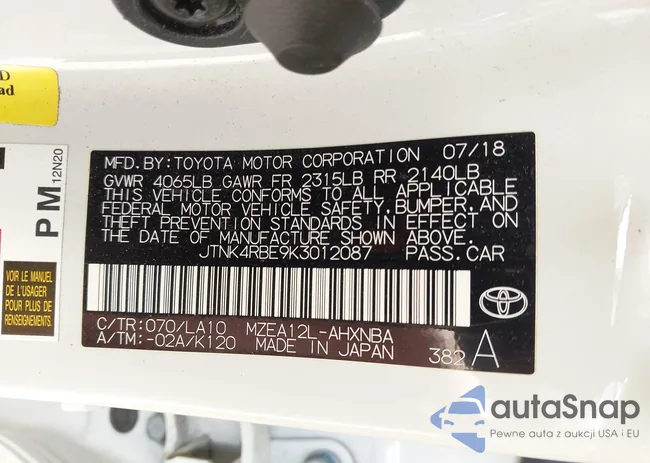 D
ad
PM 12N20
VOIR LE MANUEL
DE L'USAGER
POUR PLUS DE
RENSEIGNEMENTS.
MFD. BY: TOYOTA MOTOR CORPORATION 07/18
GVWR 4065LB GAWR FR 2315LB RR 2140LB
THIS VEHICLE CONFORMS TO ALL APPLICABLE
FEDERAL MOTOR VEHICLE SAFETY, BUMPER, AND
THEFT PREVENTION STANDARDS IN EFFECT ON
THE DATE OF MANUFACTURE SHOWN ABOVE.
JTNK4RBE9K3012087 PASS. CAR
C/TR: 070/LA10 MZEA12L-AHXNBA
A/TM: -02A/K120 MADE IN JAPAN 382 A
autaSnap
Pewne auta z aukcji USA i EU